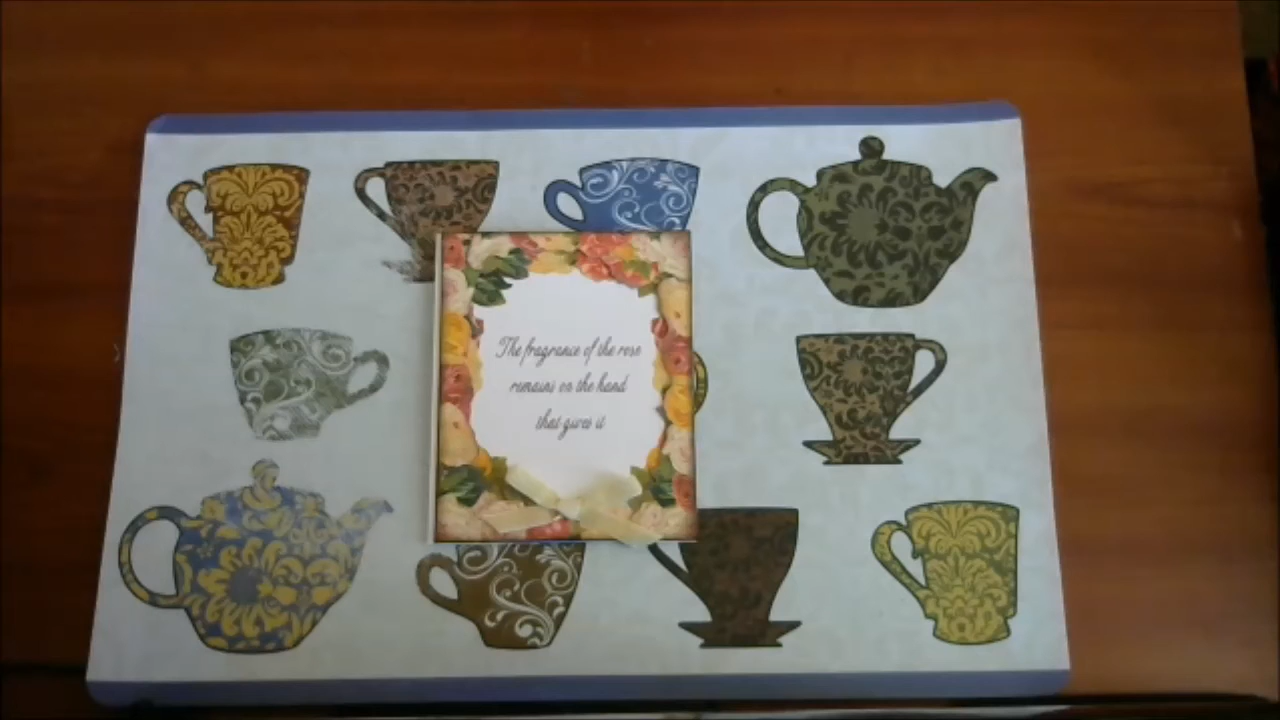 The fragrance of the rose
remains on the hand
that gives it